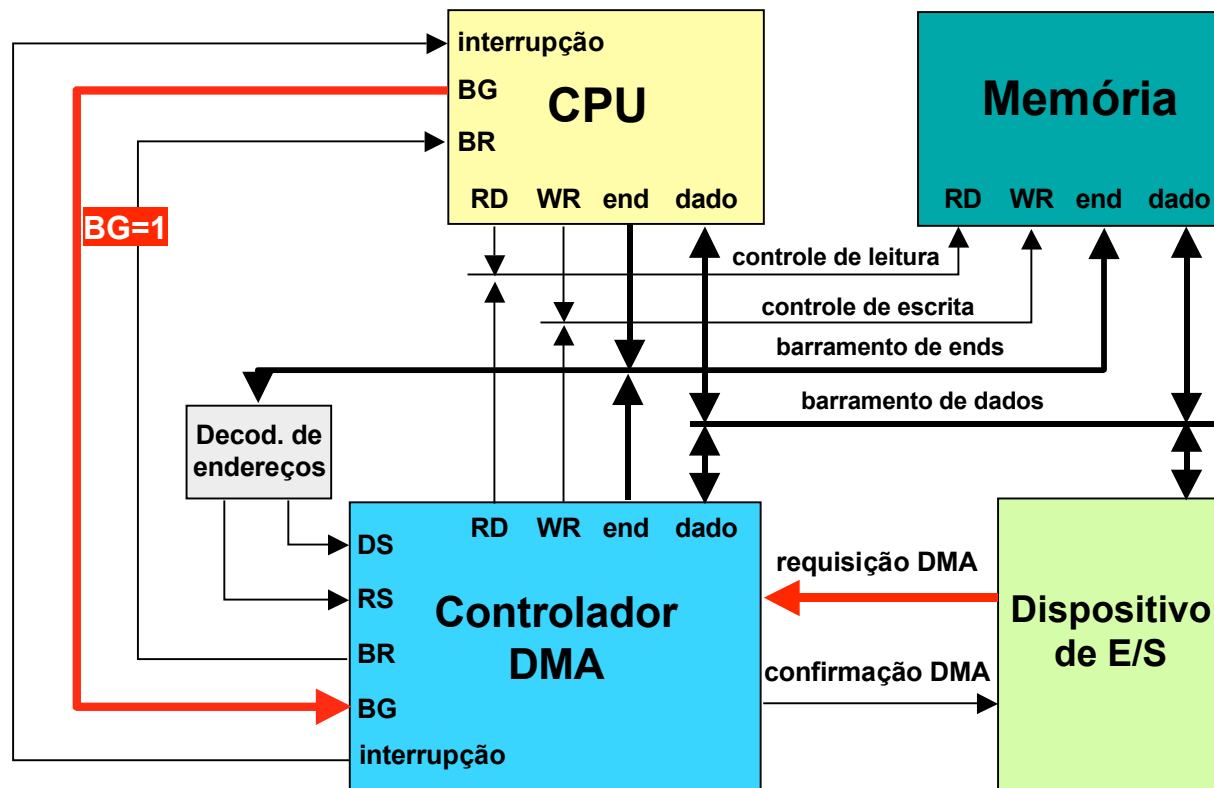 interrupção
BG
CPU
BR
RD WR end dado
Memória
RD WR end dado
BG=1
controle de leitura
controle de escrita
barramento de ends
barramento de dados
Decod. de
endereços
DS
RS
BR
BG
interrupção
RD WR end dado
Controlador
DMA
requisição DMA
confirmação DMA
Dispositivo
de E/S